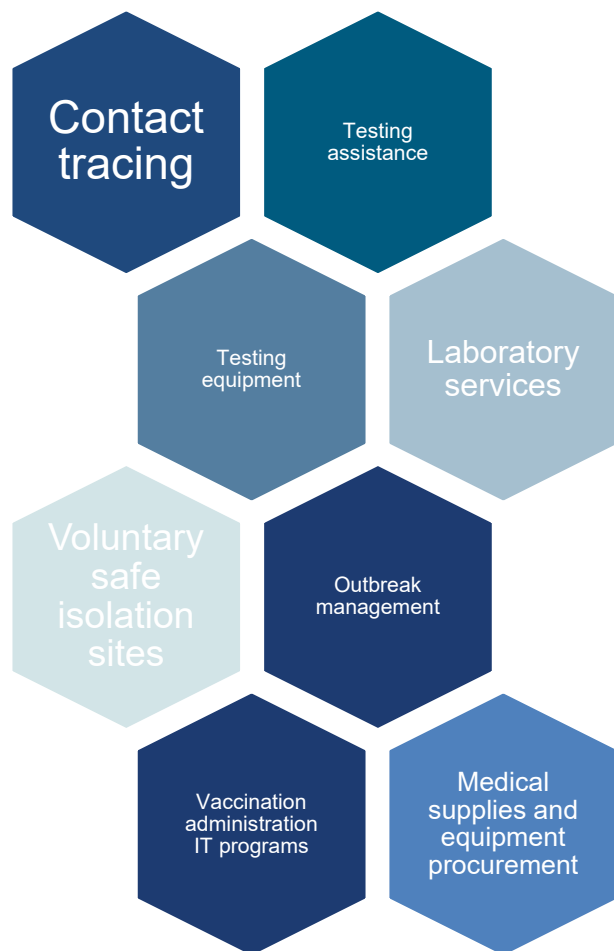 Contact
tracing
Testing
assistance
Testing
equipment
Laboratory
services
Voluntary
safe
isolation
sites
Outbreak
management
Vaccination
administration
IT programs
Medical
supplies and
equipment
procurement